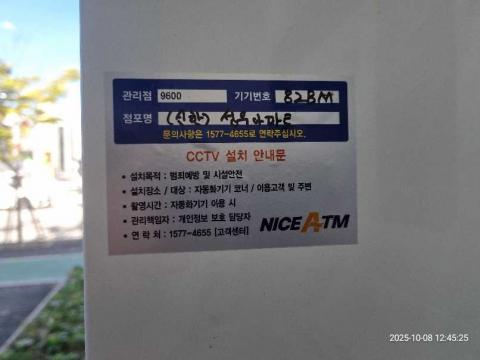 관리점 9600 기기번호 82BM
점포명 (신한) 성옥아파트
문의사항은 1577-4655로 연락주십시오.
CCTV 설치 안내문
• 설치목적 : 범죄예방 및 시설안전
• 설치장소 / 대상 : 자동화기기 코너 / 이용고객 및 주변
• 촬영시간 : 자동화기기 이용 시
• 관리책임자 : 개인정보 보호 담당자
• 연 락 처 : 1577-4655 [고객센터]
NICE ATM
2025-10-08 12:45:25